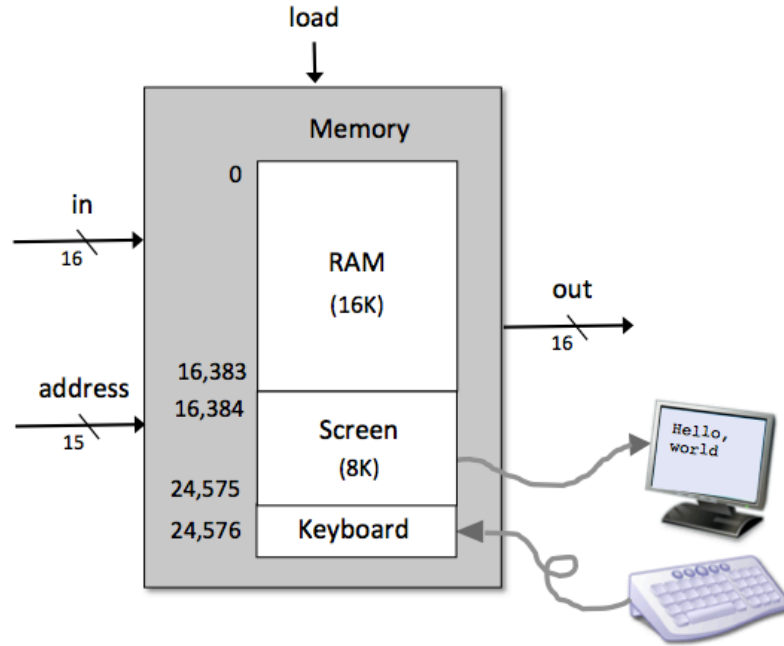 load
Memory
0
in
16
RAM
(16K)
out
16
16,383
address
16,384
15
Screen
(8K)
Hello,
world
24,575
24,576
Keyboard